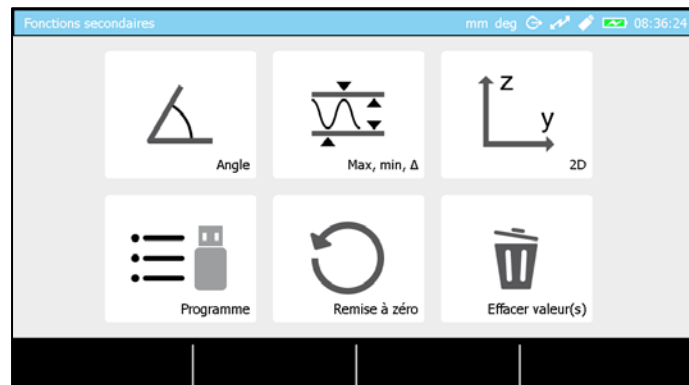 Fonctions secondaires mm deg 08:36:24
Angle Max, min, Δ z y 2D
Programme Remise à zéro Effacer valeur(s)